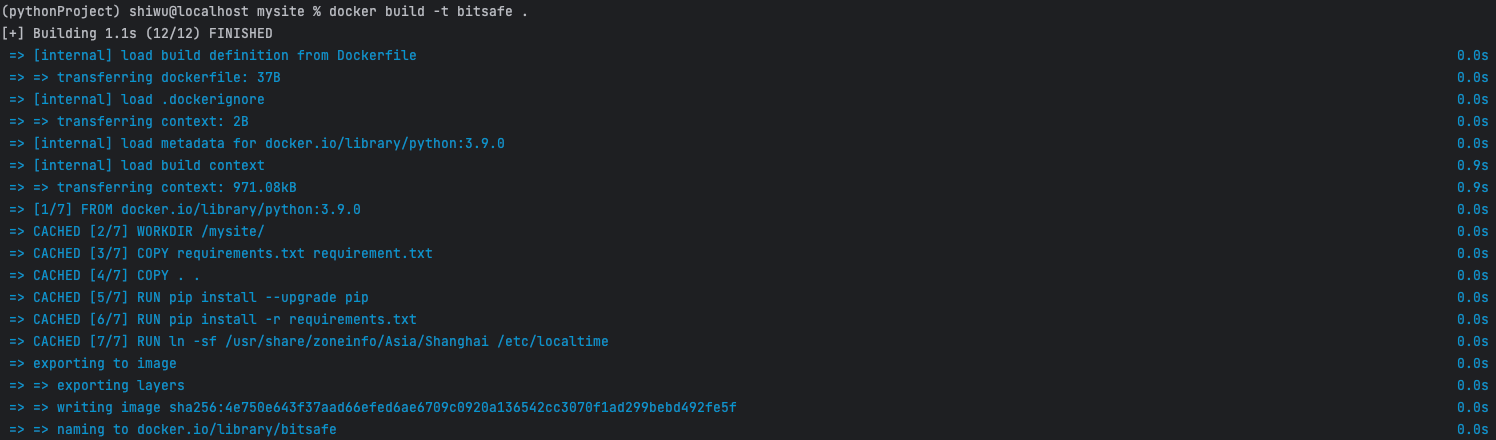 (pythonProject) shiwu@localhost mysite % docker build -t bitsafe .
[+] Building 1.1s (12/12) FINISHED
=> [internal] load build definition from Dockerfile 0.0s
=> => transferring dockerfile: 37B 0.0s
=> [internal] load .dockerignore 0.0s
=> => transferring context: 2B 0.0s
=> [internal] load metadata for docker.io/library/python:3.9.0 0.0s
=> [internal] load build context 0.9s
=> => transferring context: 971.08kB 0.9s
=> [1/7] FROM docker.io/library/python:3.9.0 0.0s
=> CACHED [2/7] WORKDIR /mysite/ 0.0s
=> CACHED [3/7] COPY requirements.txt requirement.txt 0.0s
=> CACHED [4/7] COPY . . 0.0s
=> CACHED [5/7] RUN pip install --upgrade pip 0.0s
=> CACHED [6/7] RUN pip install -r requirements.txt 0.0s
=> CACHED [7/7] RUN ln -sf /usr/share/zoneinfo/Asia/Shanghai /etc/localtime 0.0s
=> exporting to image 0.0s
=> => exporting layers 0.0s
=> => writing image sha256:4e750e643f37aad66efed6ae6709c0920a136542cc3070f1ad299bebd492fe5f 0.0s
=> => naming to docker.io/library/bitsafe 0.0s